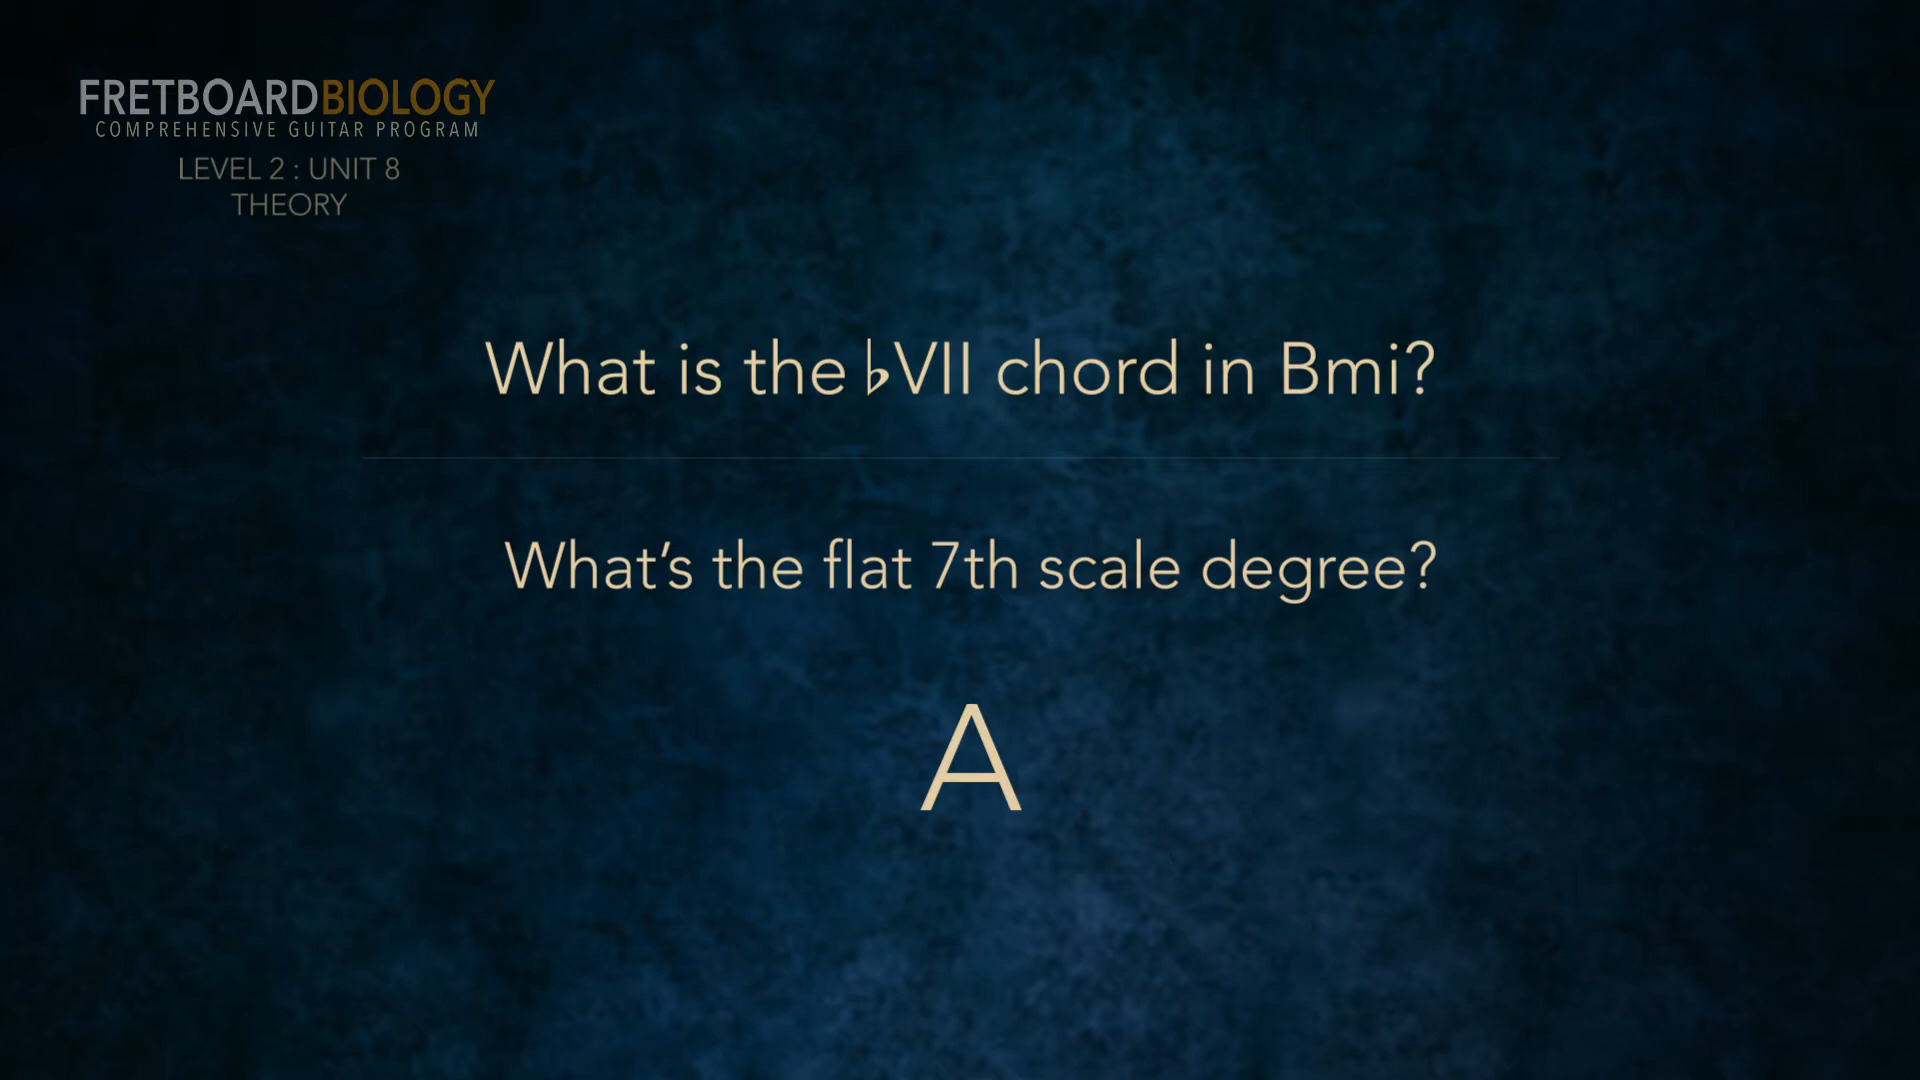 FRETBOARDBIOLOGY
COMPREHENSIVE GUITAR PROGRAM
LEVEL 2 : UNIT 8
THEORY
What is the ♭VII chord in Bmi?
What’s the flat 7th scale degree?
A